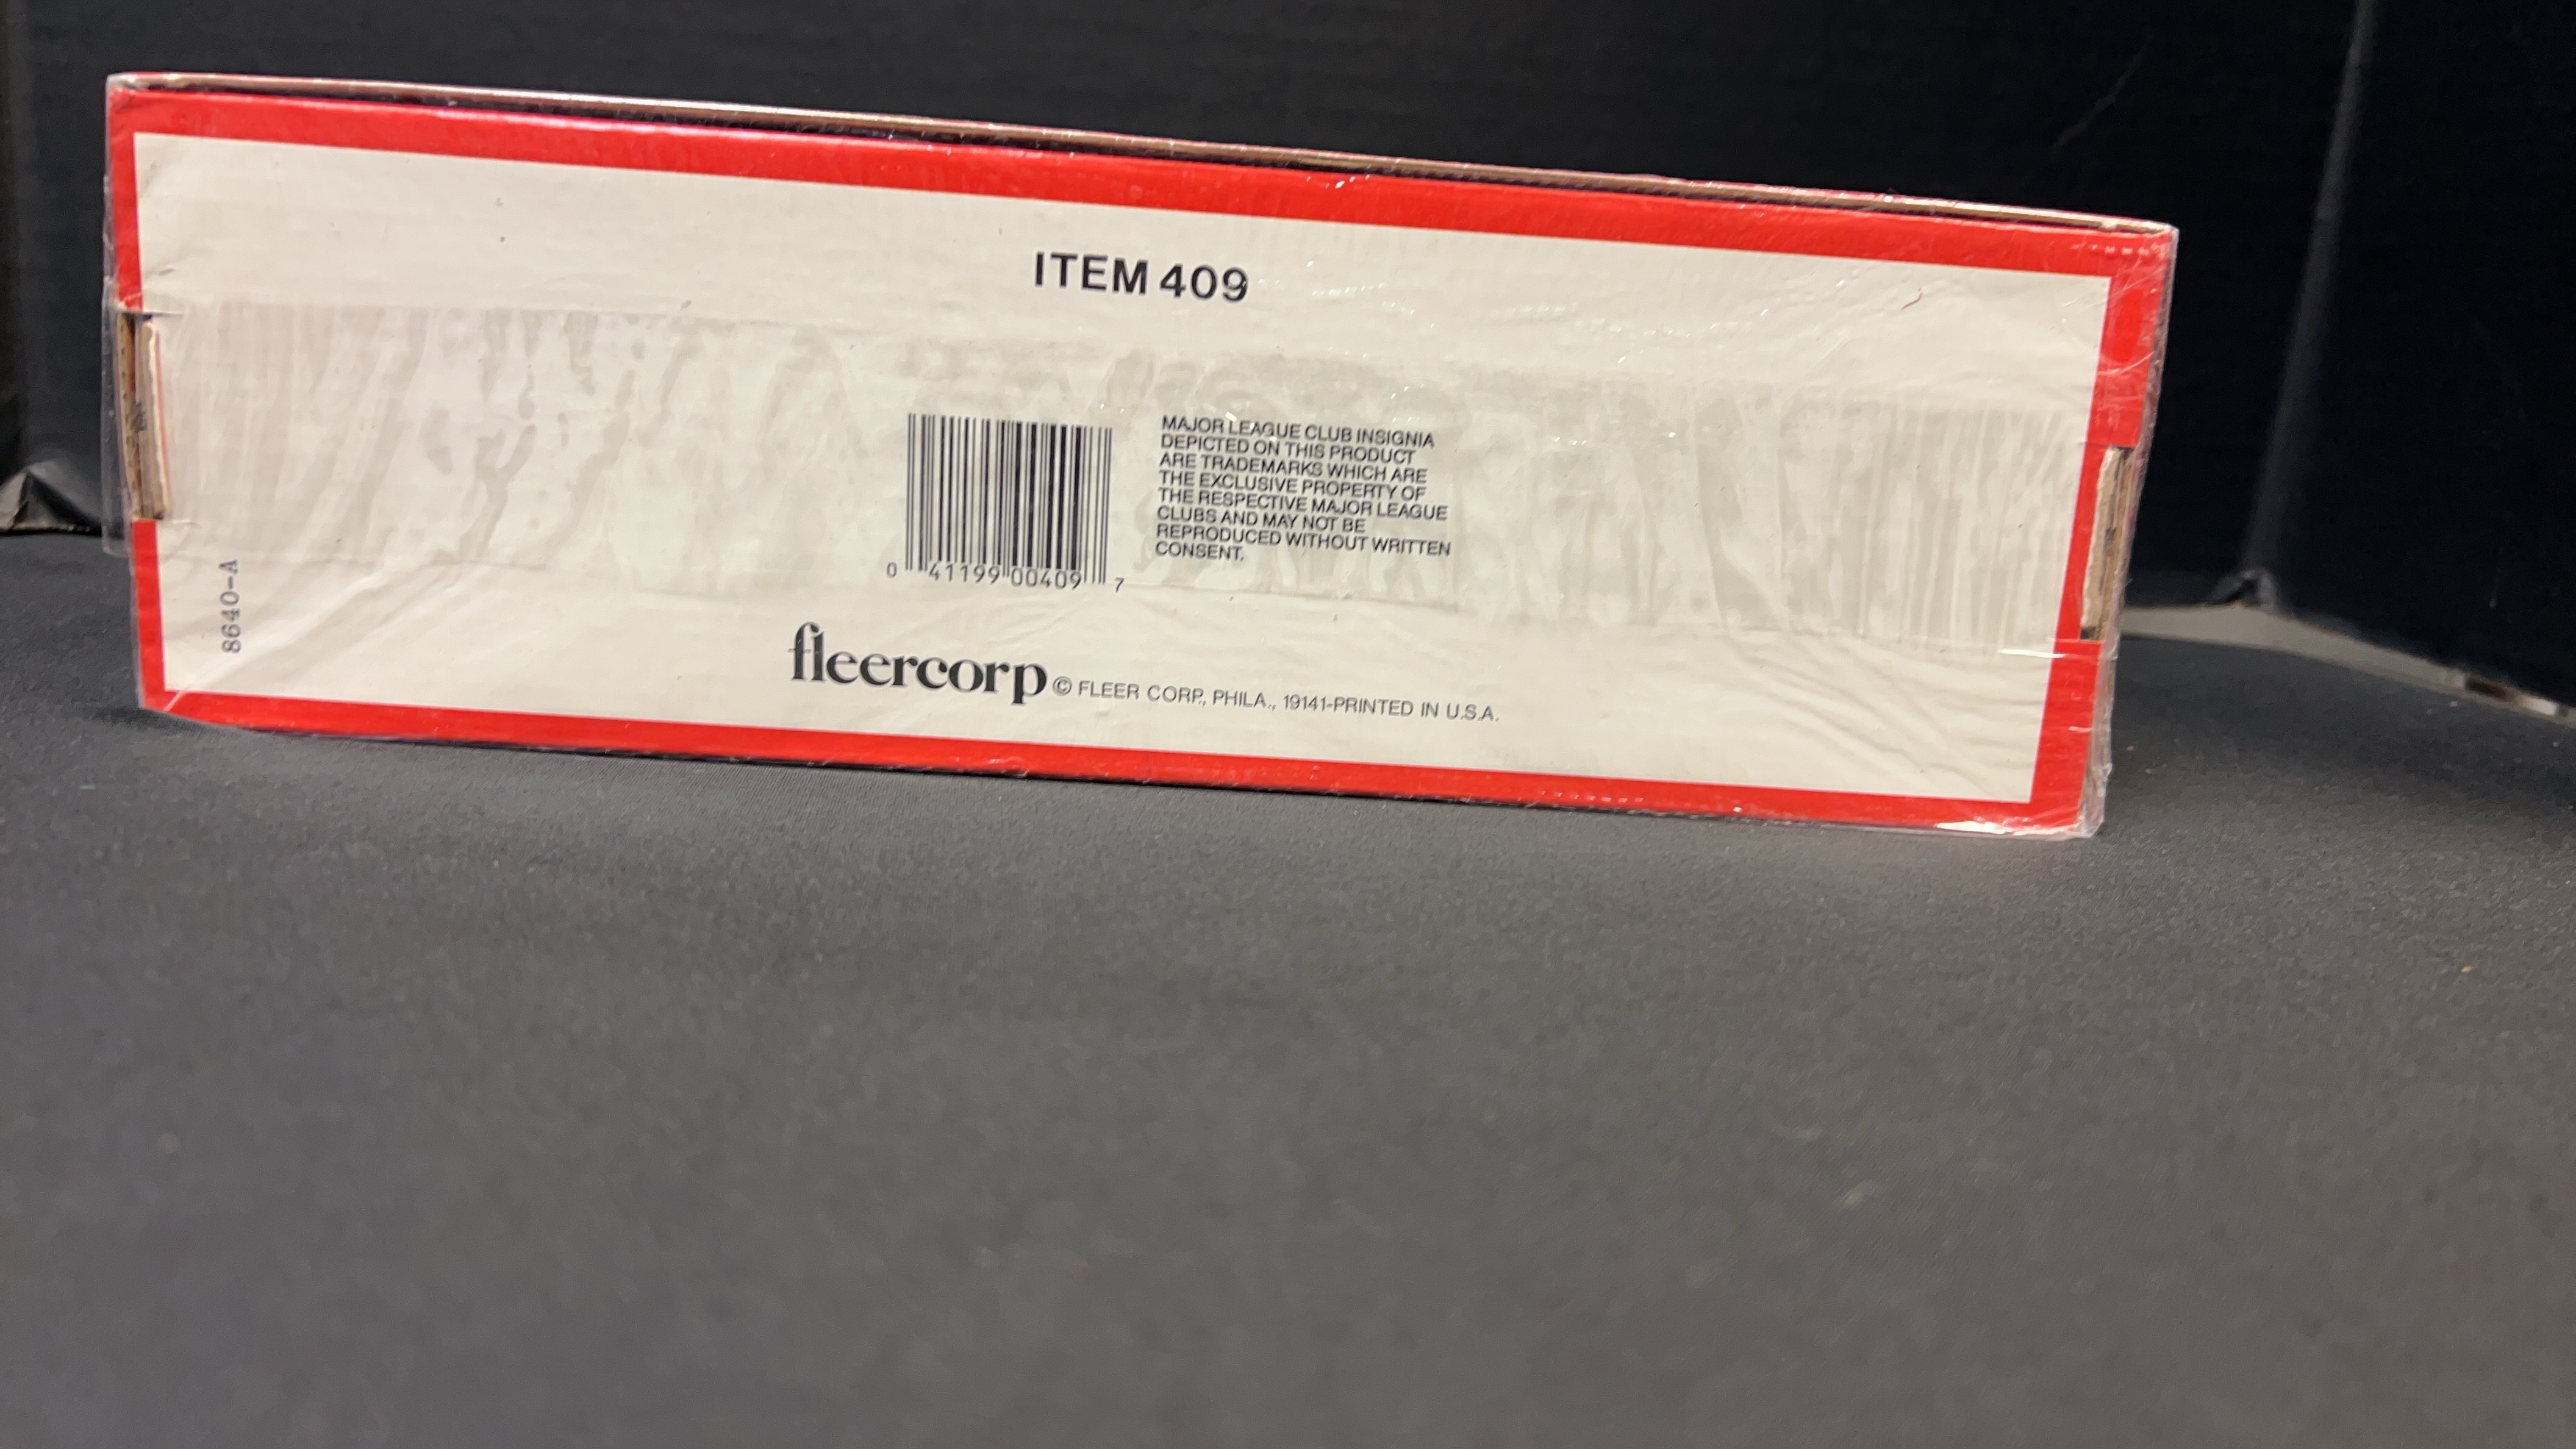 ITEM 409
MAJOR LEAGUE CLUB INSIGNIA
DEPICTED ON THIS PRODUCT
ARE TRADEMARKS WHICH ARE
THE EXCLUSIVE PROPERTY OF
THE RESPECTIVE MAJOR LEAGUE
CLUBS AND MAY NOT BE
REPRODUCED WITHOUT WRITTEN
CONSENT.
0 41199 00409 7
8640-A
fleercorp © FLEER CORP., PHILA., 19141-PRINTED IN U.S.A.